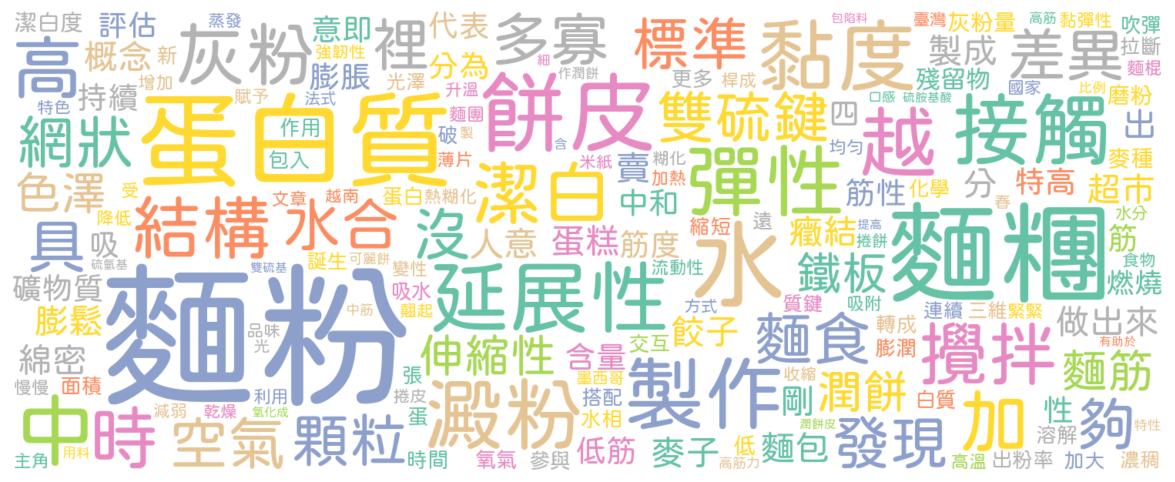 潔白度
評估
蒸發
灰粉
意即
裡
代表
多寡
標準
包陷料
黏度
臺灣
灰粉量
高筋
黏彈性
吹彈
高
概念
新
強韌性
膨脹
光澤
分為
細
作潤餅
更多
桿成
製成
差異
拉斷
麵棍
特色
持續
增加
賦予
法式
升溫
餅皮
雙硫鍵
殘留物
口感
硫胺基酸
國家
比例
磨粉
網狀
蛋白質
作用
包入
麵團
破
製
含
四
越
接觸
出
薄片
米紙
糊化
賣
加熱
彈性
均勻
麥種
色澤
受
文章
越南
蛋白
熱糊化
潔白
中和
筋性
化學
分
特高
超市
降低
結構
水合
沒
人意
蛋糕
筋度
縮短
水
遠
癥結
捲餅
提高
麵糰
春
水分
筋
具
吸
硫氫基
誕生
可麗餅
延展性
流動性
鐵板
食物
燃燒
礦物質
雙硫基
麵粉
變性
吸水
翹起
方式
質鍵
吸附
連續
三維
緊緊
膨鬆
中筋
品味
光
伸縮性
交互
餃子
麵食
轉成
膨潤
做出來
有助於
綿密
含量
攪拌
麵筋
慢慢
面積
利用
張
捲皮
墨西哥
搭配
製作
收縮
剛
潤餅
白質
性
中
時
減弱
乾燥
氫化成
顆粒
蛋
澱粉
水相
潤餅皮
加
夠
特性
主角
用料
空氣
時間
氧氣
參與
低筋
麥子
低
高筋力
麵包
發現
高溫
出粉率
溶解
加大
濃稠